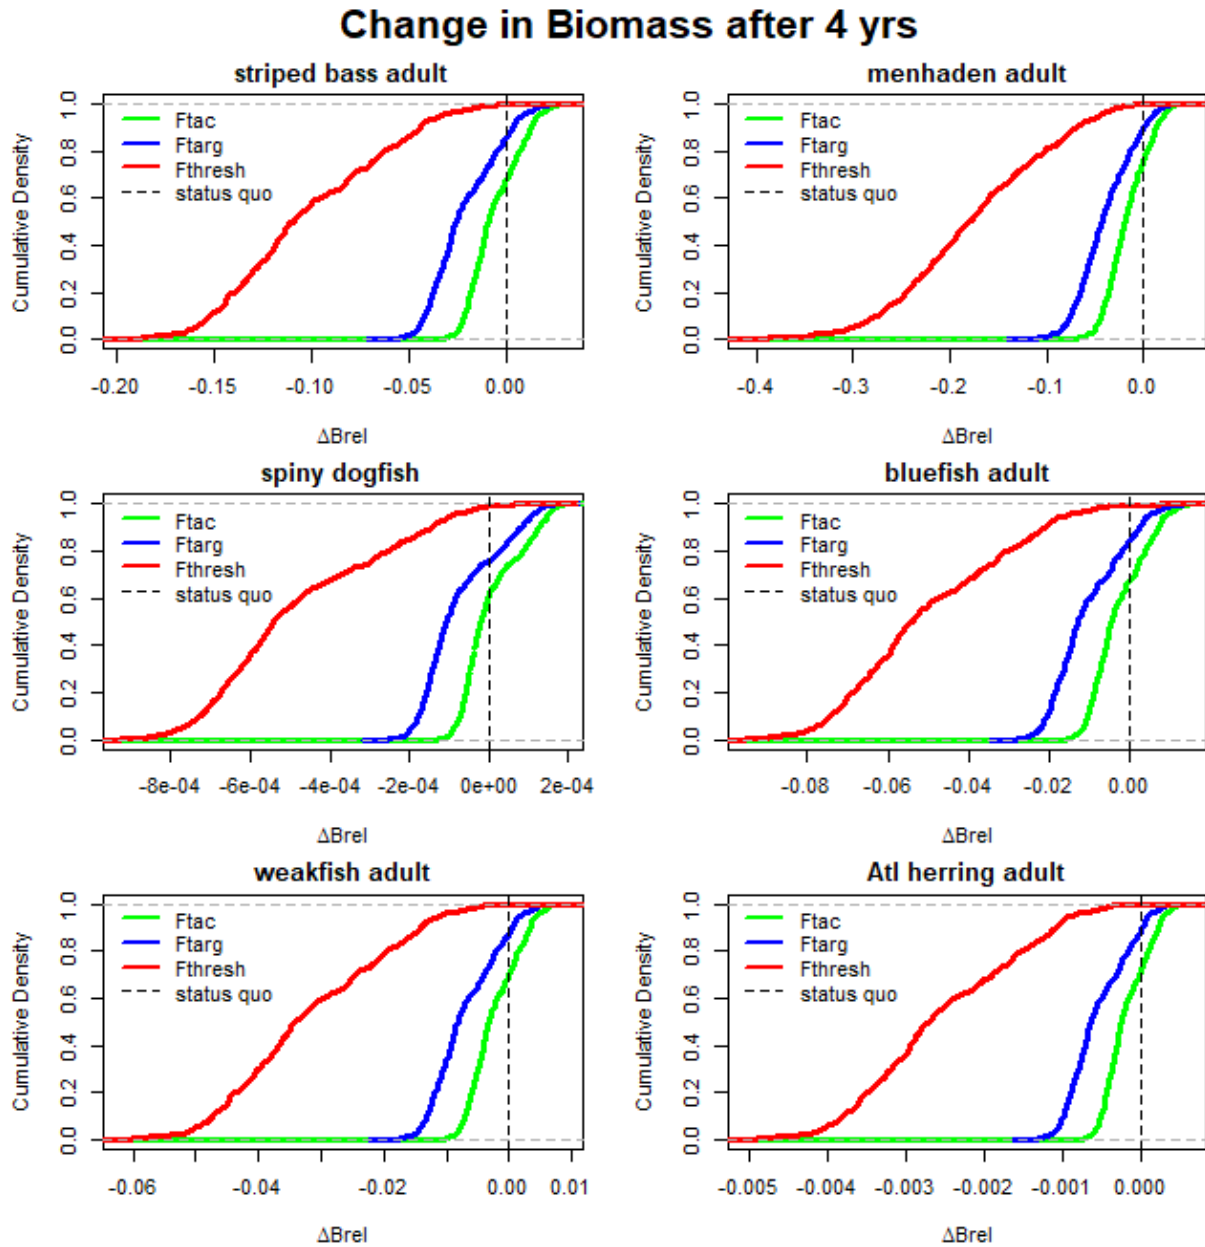 Change in Biomass after 4 yrs
striped bass adult
Cumulative Density
0.0 0.2 0.4 0.6 0.8 1.0
Ftac
Ftarg
Fthresh
status quo
-0.20 -0.15 -0.10 -0.05 0.00
ΔBrel
menhaden adult
Cumulative Density
0.0 0.2 0.4 0.6 0.8 1.0
Ftac
Ftarg
Fthresh
status quo
-0.4 -0.3 -0.2 -0.1 0.0
ΔBrel
spiny dogfish
Cumulative Density
0.0 0.2 0.4 0.6 0.8 1.0
Ftac
Ftarg
Fthresh
status quo
-8e-04 -6e-04 -4e-04 -2e-04 0e+00 2e-04
ΔBrel
bluefish adult
Cumulative Density
0.0 0.2 0.4 0.6 0.8 1.0
Ftac
Ftarg
Fthresh
status quo
-0.08 -0.06 -0.04 -0.02 0.00
ΔBrel
weakfish adult
Cumulative Density
0.0 0.2 0.4 0.6 0.8 1.0
Ftac
Ftarg
Fthresh
status quo
-0.06 -0.04 -0.02 0.00 0.01
ΔBrel
Atl herring adult
Cumulative Density
0.0 0.2 0.4 0.6 0.8 1.0
Ftac
Ftarg
Fthresh
status quo
-0.005 -0.004 -0.003 -0.002 -0.001 0.000
ΔBrel